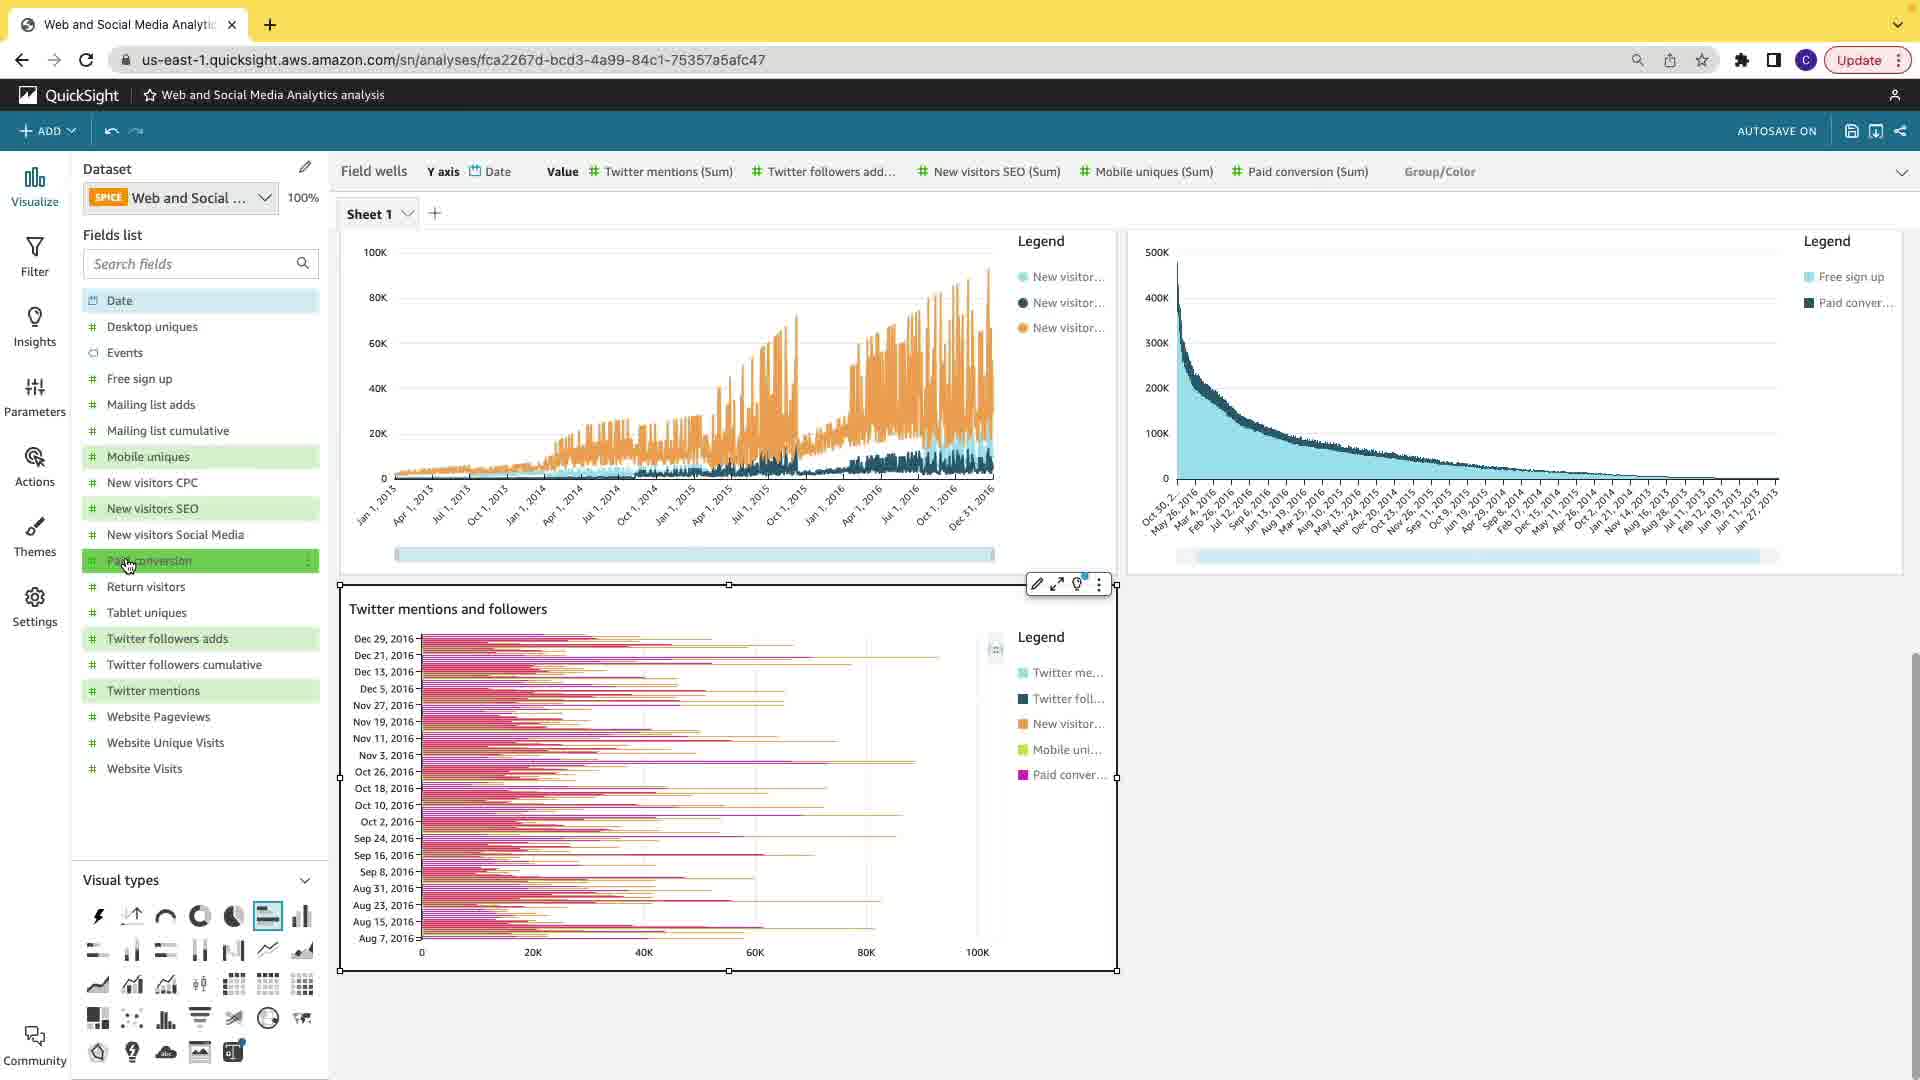 Web and Social Media Analytic
us-east-1.quicksight.aws.amazon.com/sn/analyses/fca2267d-bcd3-4a99-84c1-75357a5afc47
C
Update
QuickSight
Web and Social Media Analytics analysis
ADD
AUTOSAVE ON
Visualize
Filter
Insights
Parameters
Actions
Themes
Settings
Community
Dataset
SPICE Web and Social ... 100%
Fields list
Search fields
Date
Desktop uniques
Events
Free sign up
Mailing list adds
Mailing list cumulative
Mobile uniques
New visitors CPC
New visitors SEO
New visitors Social Media
Paid conversion
Return visitors
Tablet uniques
Twitter followers adds
Twitter followers cumulative
Twitter mentions
Website Pageviews
Website Unique Visits
Website Visits
Visual types
Field wells Y axis Date Value Twitter mentions (Sum) Twitter followers add... New visitors SEO (Sum) Mobile uniques (Sum) Paid conversion (Sum) Group/Color
Sheet 1
100K
80K
60K
40K
20K
0
Jan 1, 2013
Apr 1, 2013
Jul 1, 2013
Oct 1, 2013
Jan 1, 2014
Apr 1, 2014
Jul 1, 2014
Oct 1, 2014
Jan 1, 2015
Apr 1, 2015
Jul 1, 2015
Oct 1, 2015
Jan 1, 2016
Apr 1, 2016
Jul 1, 2016
Oct 1, 2016
Dec 31, 2016
Legend
New visitor...
New visitor...
New visitor...
500K
400K
300K
200K
100K
0
Oct 30, 2...
May 26, 2016
Mar 4, 2016
Feb 26, 2016
Jul 12, 2016
Sep 6, 2016
Jun 13, 2016
Aug 19, 2016
Mar 15, 2016
Aug 10, 2016
May 13, 2016
Nov 24, 2015
Dec 20, 2014
Oct 23, 2015
Nov 26, 2015
Sep 11, 2015
Oct 9, 2015
Jun 19, 2015
Apr 29, 2014
Sep 8, 2014
Feb 17, 2014
Dec 15, 2014
May 11, 2015
Apr 26, 2014
Oct 2, 2014
Jan 21, 2014
Nov 14, 2013
Aug 16, 2013
Aug 28, 2013
Jul 11, 2013
Feb 12, 2013
Jun 19, 2013
Jun 11, 2013
Jan 27, 2013
Legend
Free sign up
Paid conver...
Twitter mentions and followers
Dec 29, 2016
Dec 21, 2016
Dec 13, 2016
Dec 5, 2016
Nov 27, 2016
Nov 19, 2016
Nov 11, 2016
Nov 3, 2016
Oct 26, 2016
Oct 18, 2016
Oct 10, 2016
Oct 2, 2016
Sep 24, 2016
Sep 16, 2016
Sep 8, 2016
Aug 31, 2016
Aug 23, 2016
Aug 15, 2016
Aug 7, 2016
0 20K 40K 60K 80K 100K
Legend
Twitter me...
Twitter foll...
New visitor...
Mobile uni...
Paid conver...